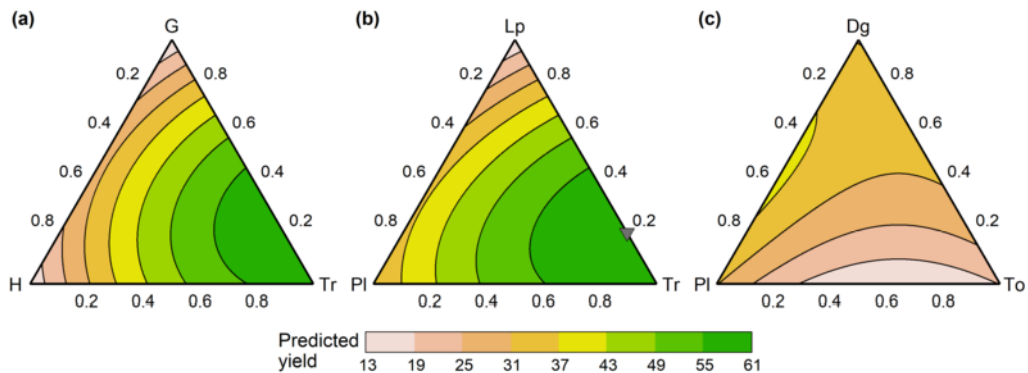 (a) (b) (c)
G Lp Dg
0.2 0.8 0.2 0.8 0.2 0.8
0.4 0.6 0.4 0.6 0.4 0.6
0.6 0.4 0.6 0.4 0.6 0.4
0.8 0.2 0.8 0.2 0.8 0.2
H Tr Pl Tr Pl To
0.2 0.4 0.6 0.8 0.2 0.4 0.6 0.8 0.2 0.4 0.6 0.8
Predicted
yield
13 19 25 31 37 43 49 55 61